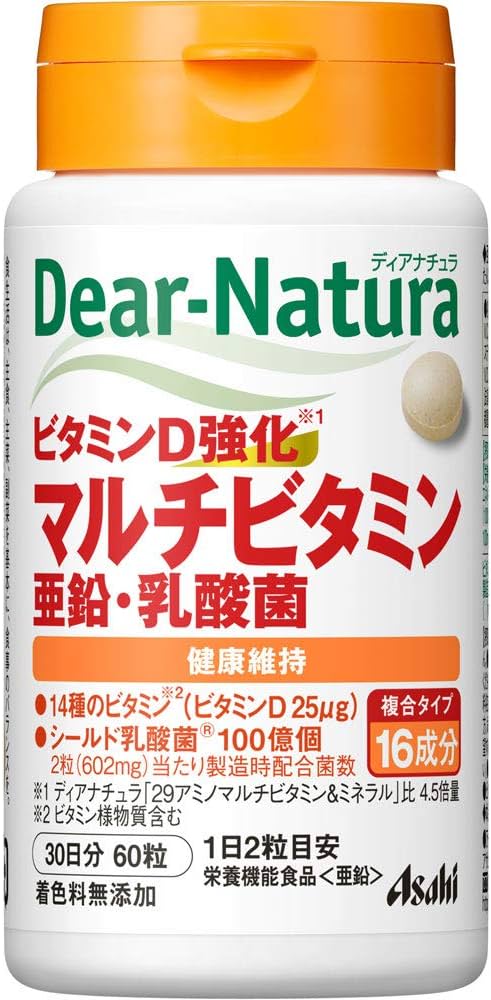 ディアナチュラ
Dear-Natura
ビタミンD強化※1
マルチビタミン
亜鉛・乳酸菌
健康維持
●14種のビタミン※2(ビタミンD 25μg)
●シールド乳酸菌® 100億個
2粒(602mg)当たり製造時配合菌数
複合タイプ
16成分
※1 ディアナチュラ「29アミノマルチビタミン&ミネラル」比 4.5倍量
※2 ビタミン様物質含む
30日分 60粒
1日2粒目安
着色料無添加
栄養機能食品<亜鉛>
Asahi